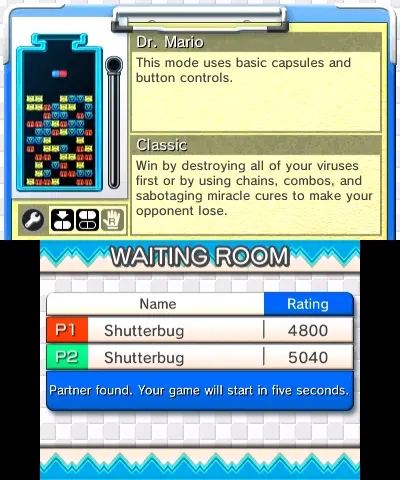 Dr. Mario
This mode uses basic capsules and
button controls.
Classic
Win by destroying all of your viruses
first or by using chains, combos, and
sabotaging miracle cures to make your
opponent lose.
R
WAITING ROOM
Name Rating
P1 Shutterbug 4800
P2 Shutterbug 5040
Partner found. Your game will start in five seconds.